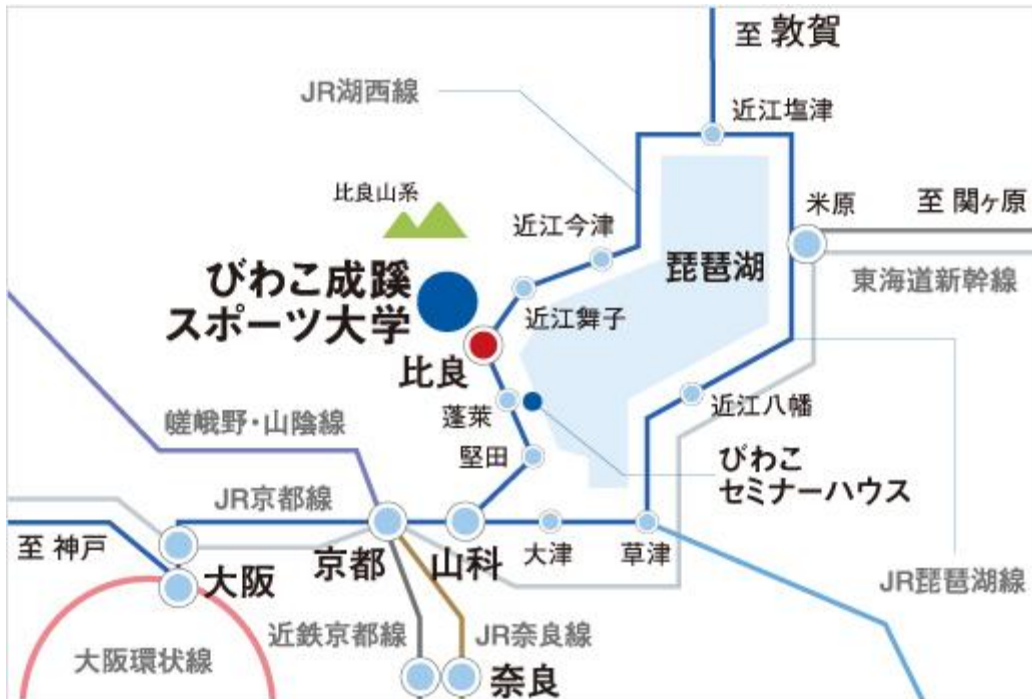 至 敦賀
JR湖西線
近江塩津
比良山系
米原
至 関ヶ原
近江今津
琵琶湖
東海道新幹線
びわこ成蹊
スポーツ大学
近江舞子
比良
蓬莱
近江八幡
嵯峨野・山陰線
堅田
びわこ
セミナーハウス
JR京都線
至 神戸
京都
山科
大津
草津
大阪
JR琵琶湖線
近鉄京都線
JR奈良線
大阪環状線
奈良